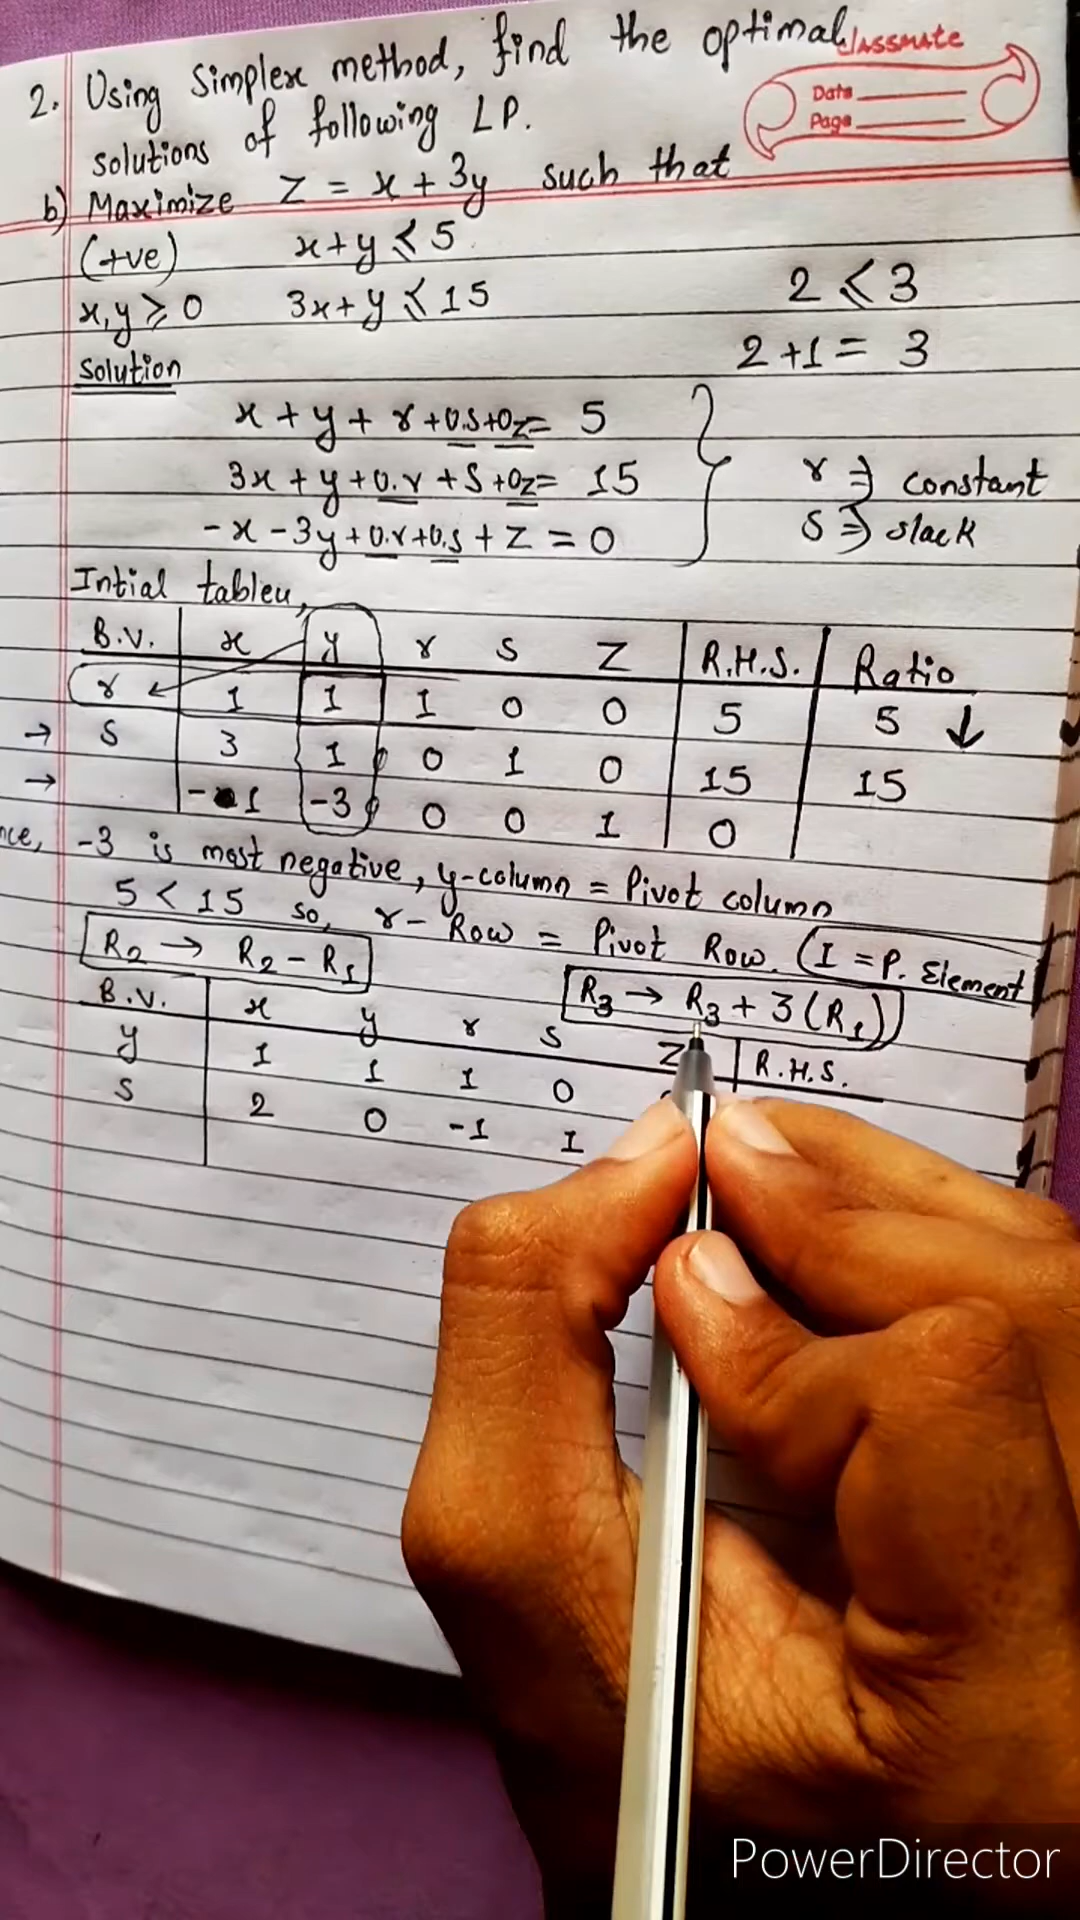 2. Using Simplex method, find the optimal
classmate
Date
Page
solutions of following LP.
b) Maximize Z = x + 3y such that
(+ve) x+y ≤ 5
x,y ≥ 0 3x+y ≤ 15 2 ≤ 3
Solution 2+1 = 3
x + y + r + 0.s + 0z = 5
3x + y + 0.r + s + 0z = 15 r ⇒ constant
-x - 3y + 0.r + 0.s + z = 0 s ⇒ slack
Intial tableu,
B.V. x y r s Z R.H.S. Ratio
r 1 1 1 0 0 5 5 ↓
→ s 3 1 0 1 0 15 15
→ -1 -3 0 0 1 0
nce, -3 is most negative, y-column = Pivot column
5 < 15 so, r- Row = Pivot Row. (1 = P. Element
R2 → R2 - R1
R3 → R3 + 3(R1)
B.V. x y r s Z R.H.S.
y 1 1 1 0
s 2 0 -1 1
PowerDirector